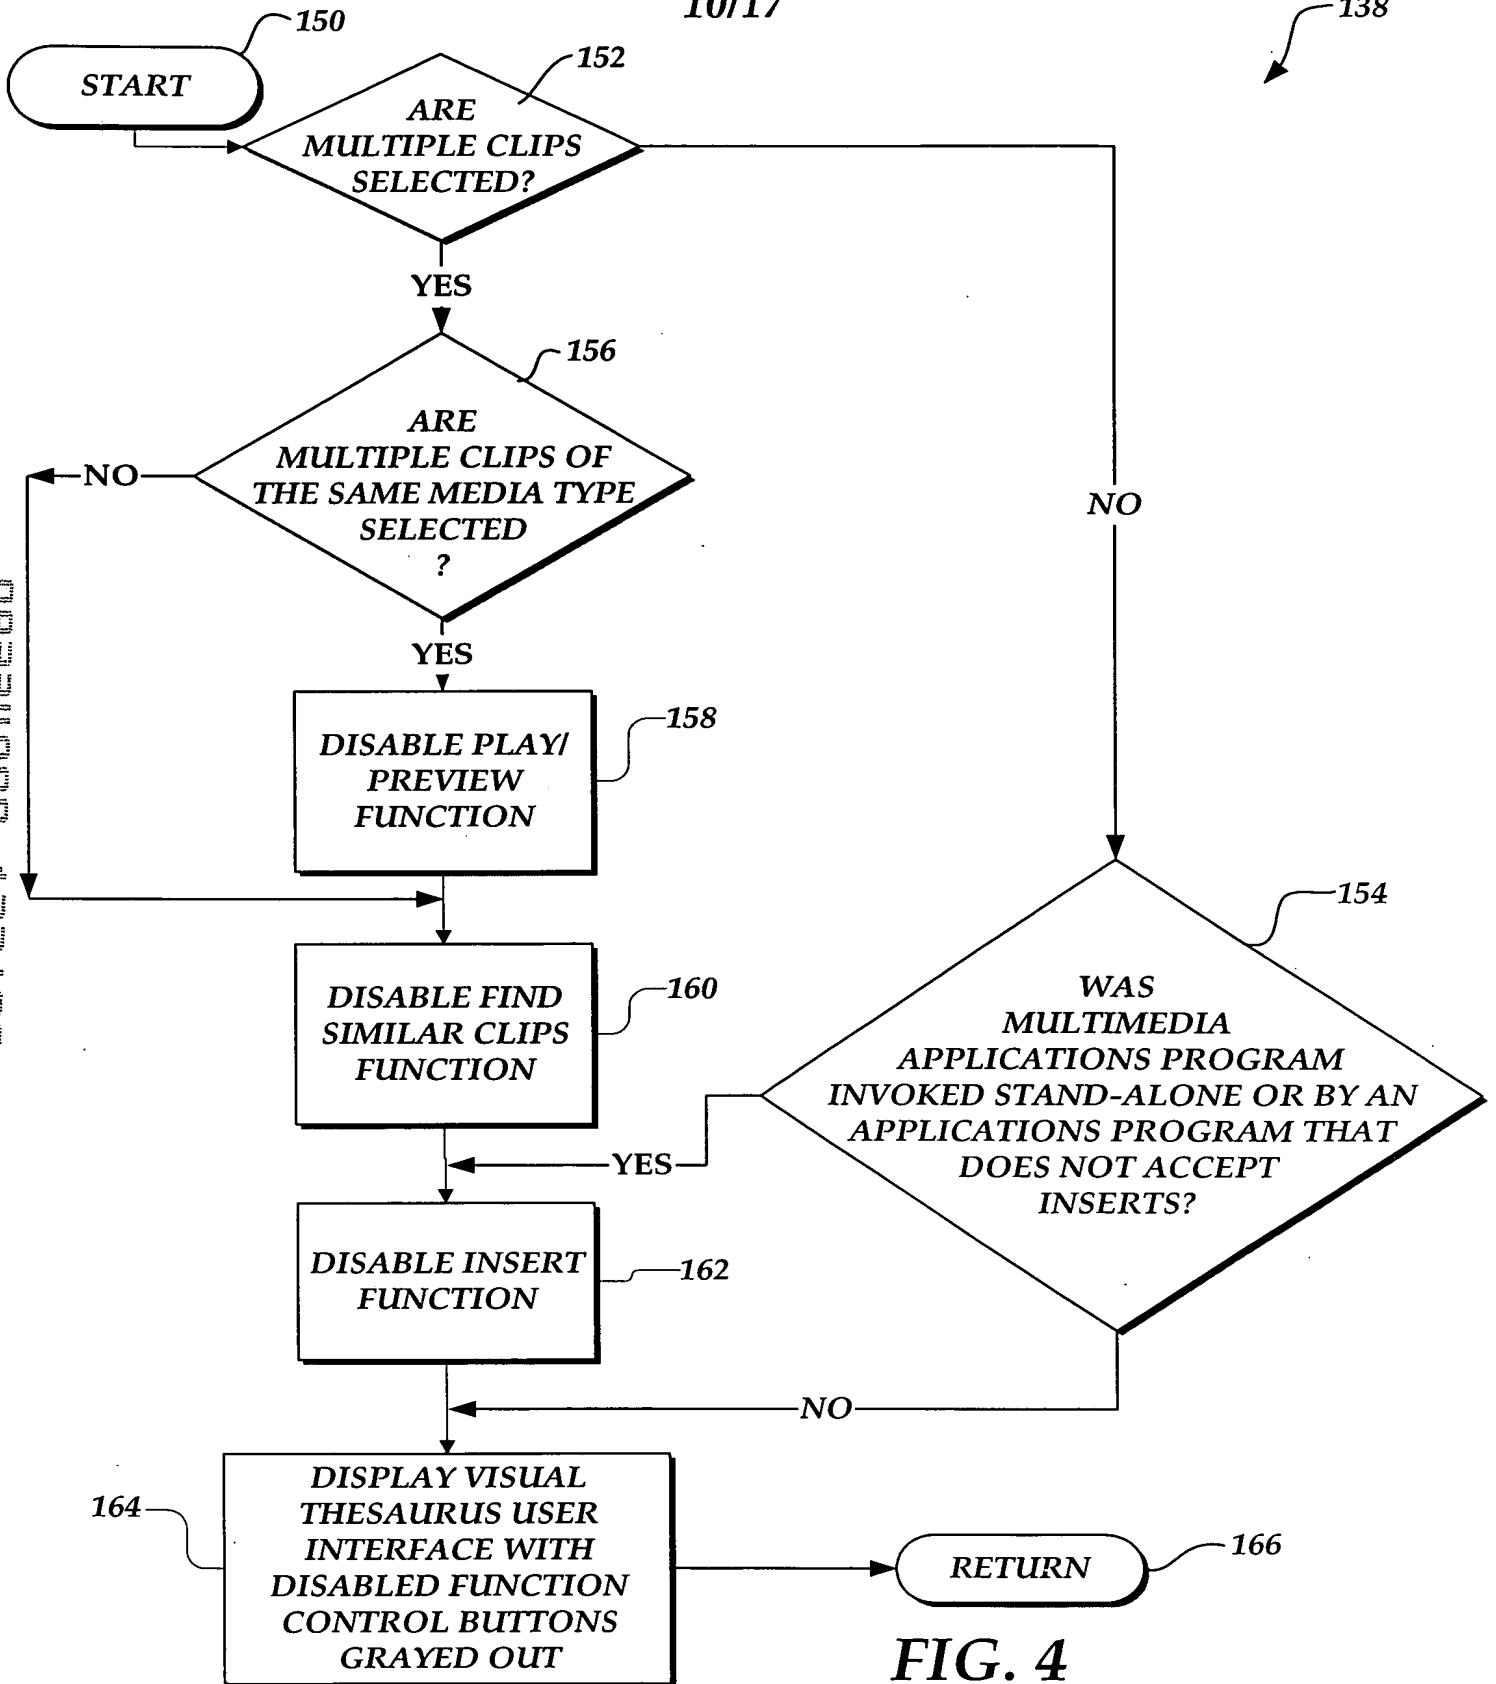 10/17
138
150
START
152
ARE
MULTIPLE CLIPS
SELECTED?
YES
156
ARE
MULTIPLE CLIPS OF
THE SAME MEDIA TYPE
SELECTED
?
NO
NO
YES
158
DISABLE PLAY/
PREVIEW
FUNCTION
154
WAS
MULTIMEDIA
APPLICATIONS PROGRAM
INVOKED STAND-ALONE OR BY AN
APPLICATIONS PROGRAM THAT
DOES NOT ACCEPT
INSERTS?
160
DISABLE FIND
SIMILAR CLIPS
FUNCTION
YES
162
DISABLE INSERT
FUNCTION
NO
164
DISPLAY VISUAL
THESAURUS USER
INTERFACE WITH
DISABLED FUNCTION
CONTROL BUTTONS
GRAYED OUT
RETURN
166
FIG. 4